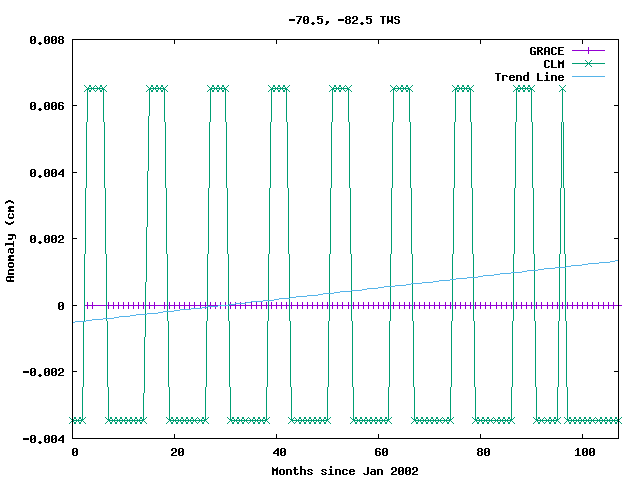 -70.5, -82.5 TWS
0.008
GRACE
CLM
Trend Line
0.006
0.004
0.002
0
-0.002
-0.004
Anomaly (cm)
0 20 40 60 80 100
Months since Jan 2002